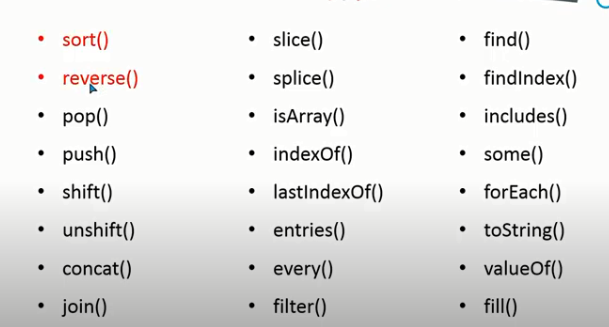 • sort()
• reverse()
• pop()
• push()
• shift()
• unshift()
• concat()
• join()
• slice()
• splice()
• isArray()
• indexOf()
• lastIndexOf()
• entries()
• every()
• filter()
• find()
• findIndex()
• includes()
• some()
• forEach()
• toString()
• valueOf()
• fill()